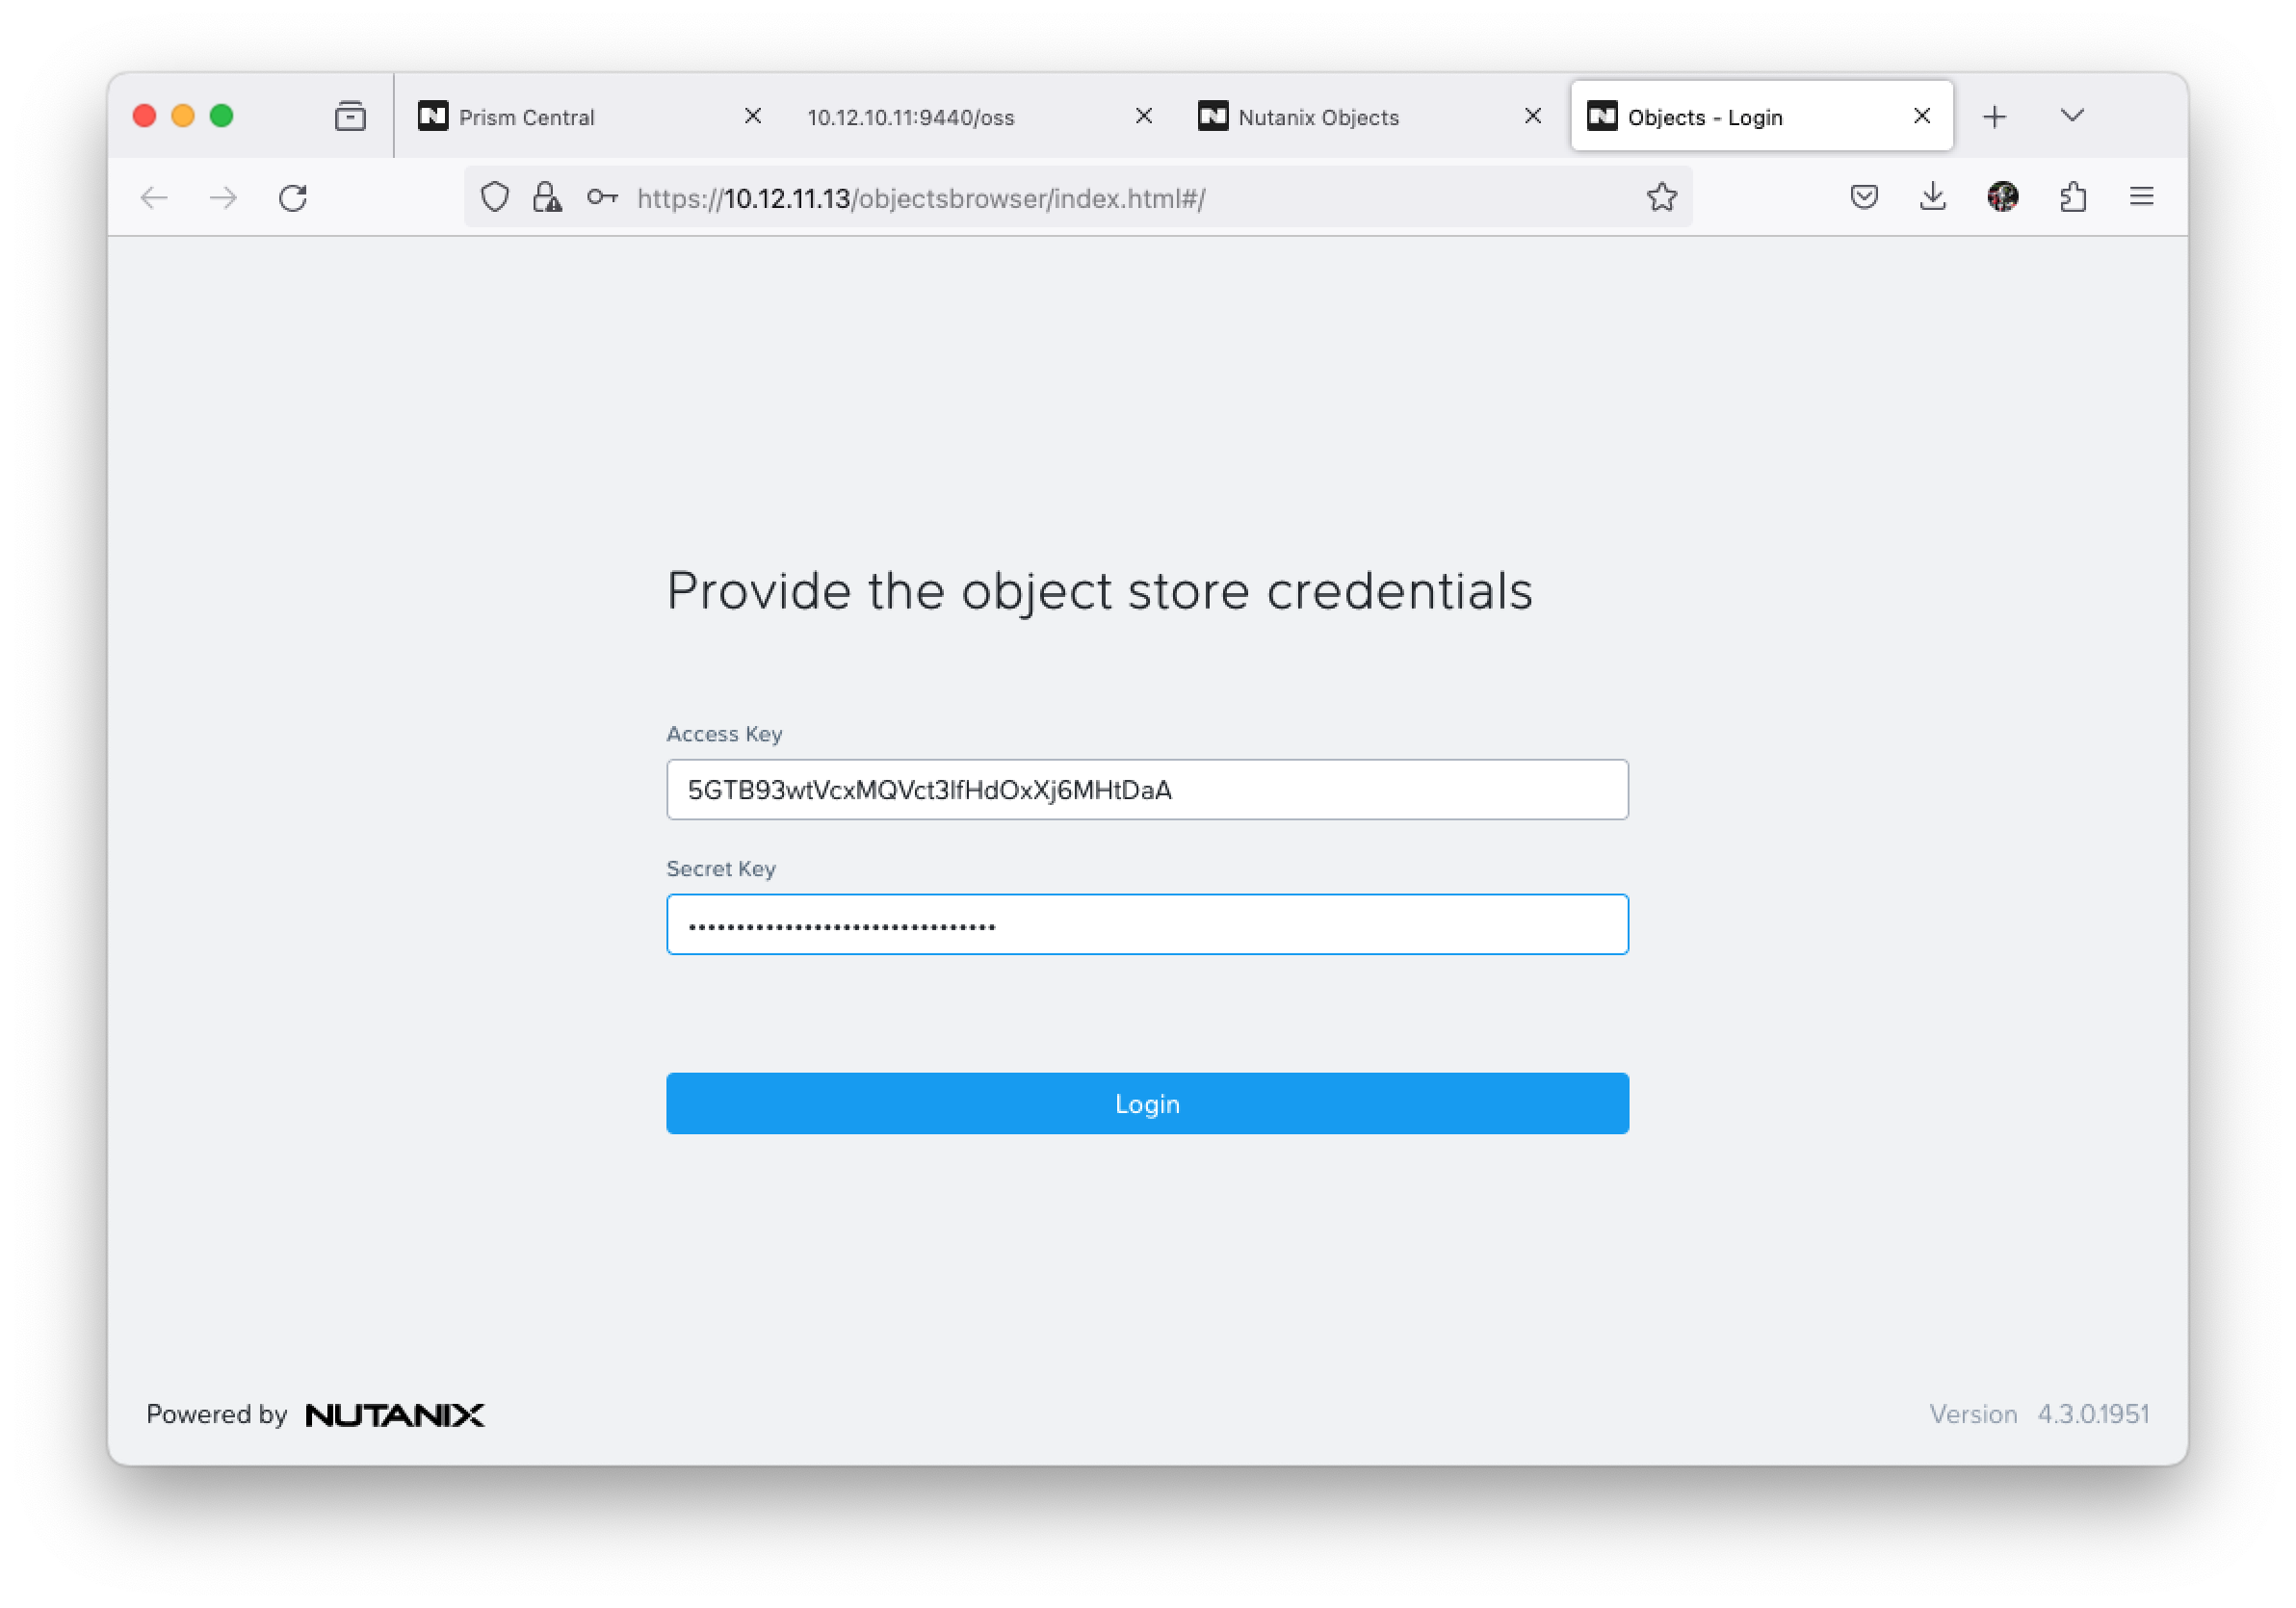 Prism Central
10.12.10.11:9440/oss
Nutanix Objects
Objects - Login
https://10.12.11.13/objectsbrowser/index.html#/
Provide the object store credentials
Access Key
5GTB93wtVcxMQVct3IfHdOxXj6MHtDaA
Secret Key
••••••••••••••••••••••••••••••••
Login
Powered by NUTANIX
Version 4.3.0.1951